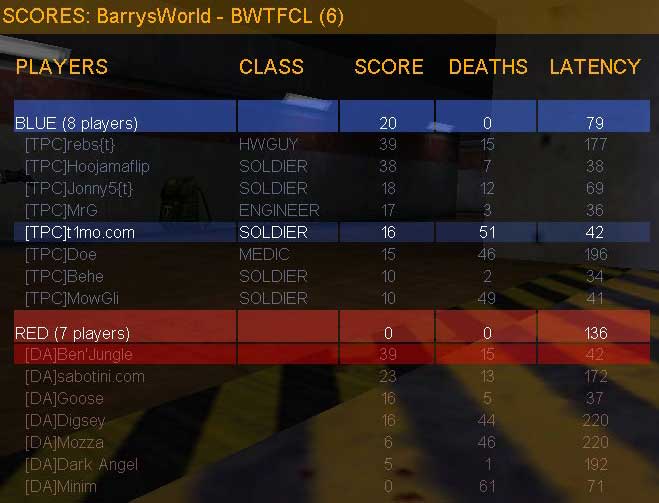 SCORES: BarrysWorld - BWTFCL (6)
PLAYERS CLASS SCORE DEATHS LATENCY
BLUE (8 players) 20 0 79
[TPC]rebs{t} HWGUY 39 15 177
[TPC]Hoojamaflip SOLDIER 38 7 38
[TPC]Jonny5{t} SOLDIER 18 12 69
[TPC]MrG ENGINEER 17 3 36
[TPC]t1mo.com SOLDIER 16 51 42
[TPC]Doe MEDIC 15 46 196
[TPC]Behe SOLDIER 10 2 34
[TPC]MowGli SOLDIER 10 49 41
RED (7 players) 0 0 136
[DA]Ben'Jungle 39 15 42
[DA]sabotini.com 23 13 172
[DA]Goose 16 5 37
[DA]Digsey 16 44 220
[DA]Mozza 6 46 220
[DA]Dark Angel 5 1 192
[DA]Minim 0 61 71